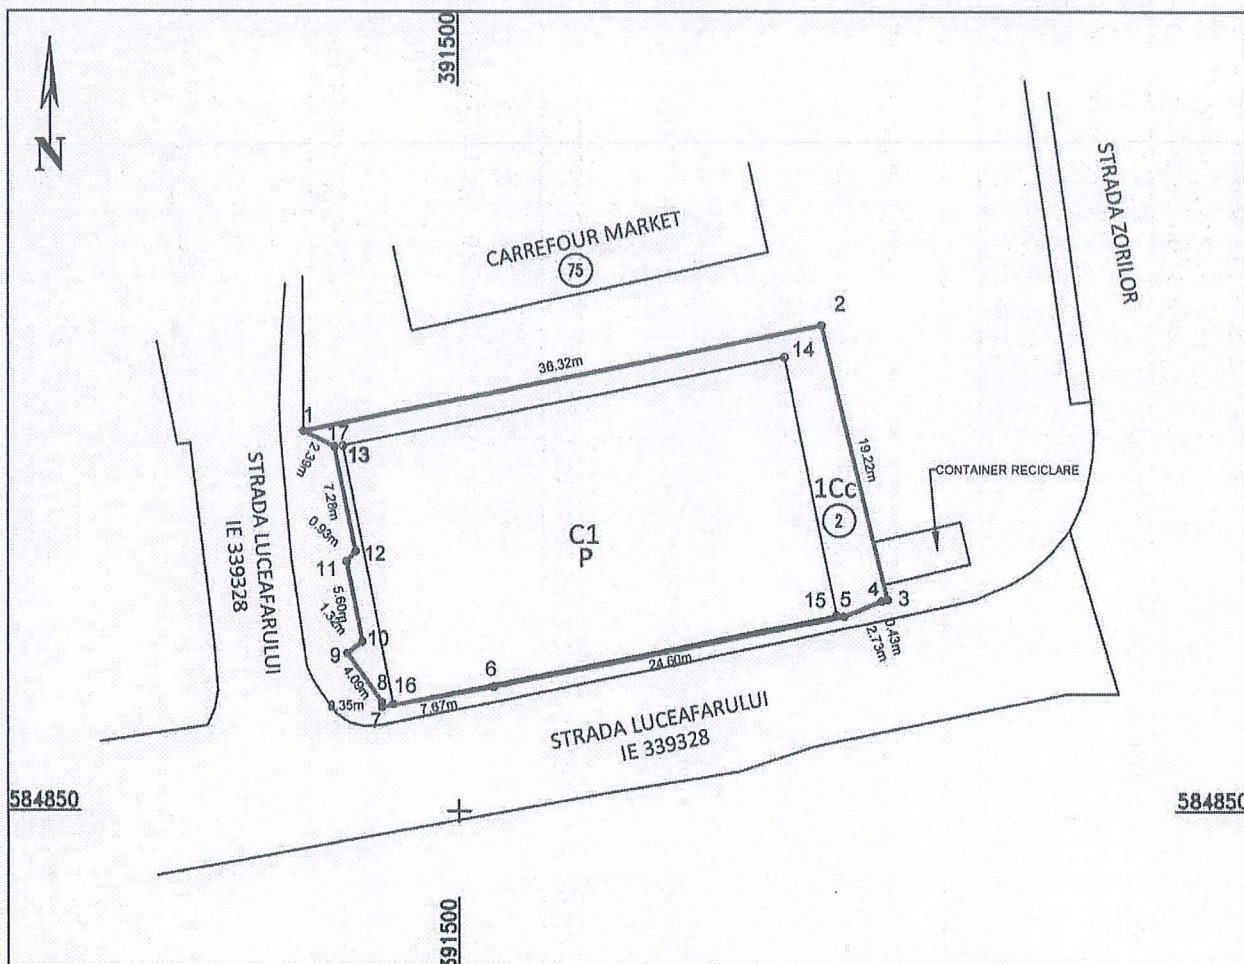 391500
N
STRADA ZORILOR
CARREFOUR MARKET
75
2
14
36.32m
1
17
13
2.39m
19.22m
CONTAINER RECICLARE
STRADA LUCEAFARULUI
IE 339328
7.28m
0.93m
1Cc
2
C1
P
12
11
5.60m
1.32m
10
9
4.09m
15
5
4
3
0.43m
2.73m
6
24.60m
8
16
0.35m
7
7.67m
STRADA LUCEAFARULUI
IE 339328
584850
584850
391500